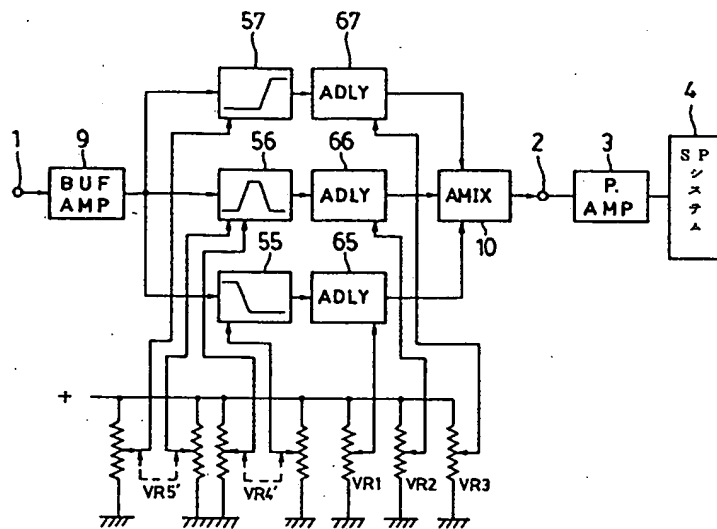 57
67
4
ADLY
SP
システム
1
9
56
66
2
3
BUF
AMP
ADLY
AMIX
P.
AMP
10
55
65
ADLY
+
VR5'
VR4'
VR1
VR2
VR3